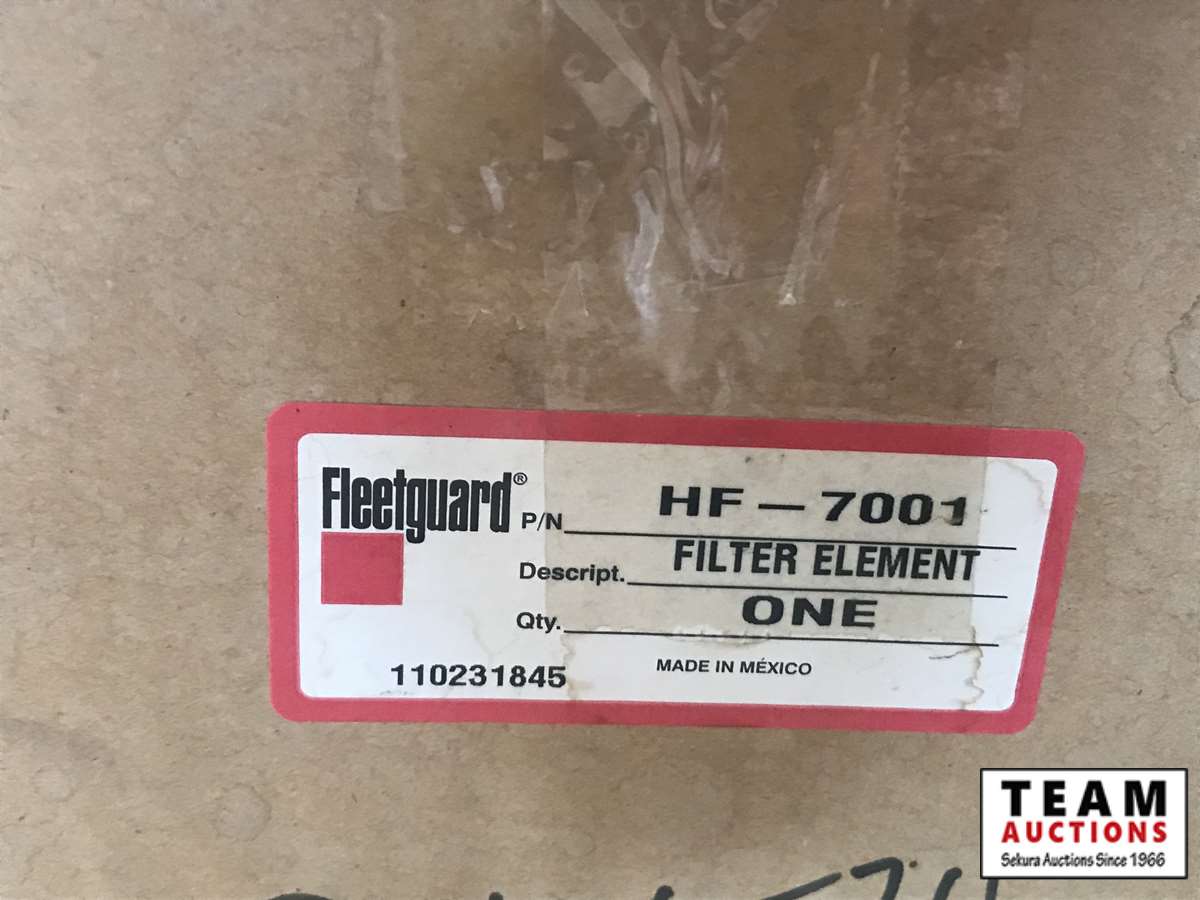 Fleetguard®
P/N HF-7001
Descript. FILTER ELEMENT
Qty. ONE
110231845 MADE IN MÉXICO
TEAM
AUCTIONS
Sekura Auctions Since 1966